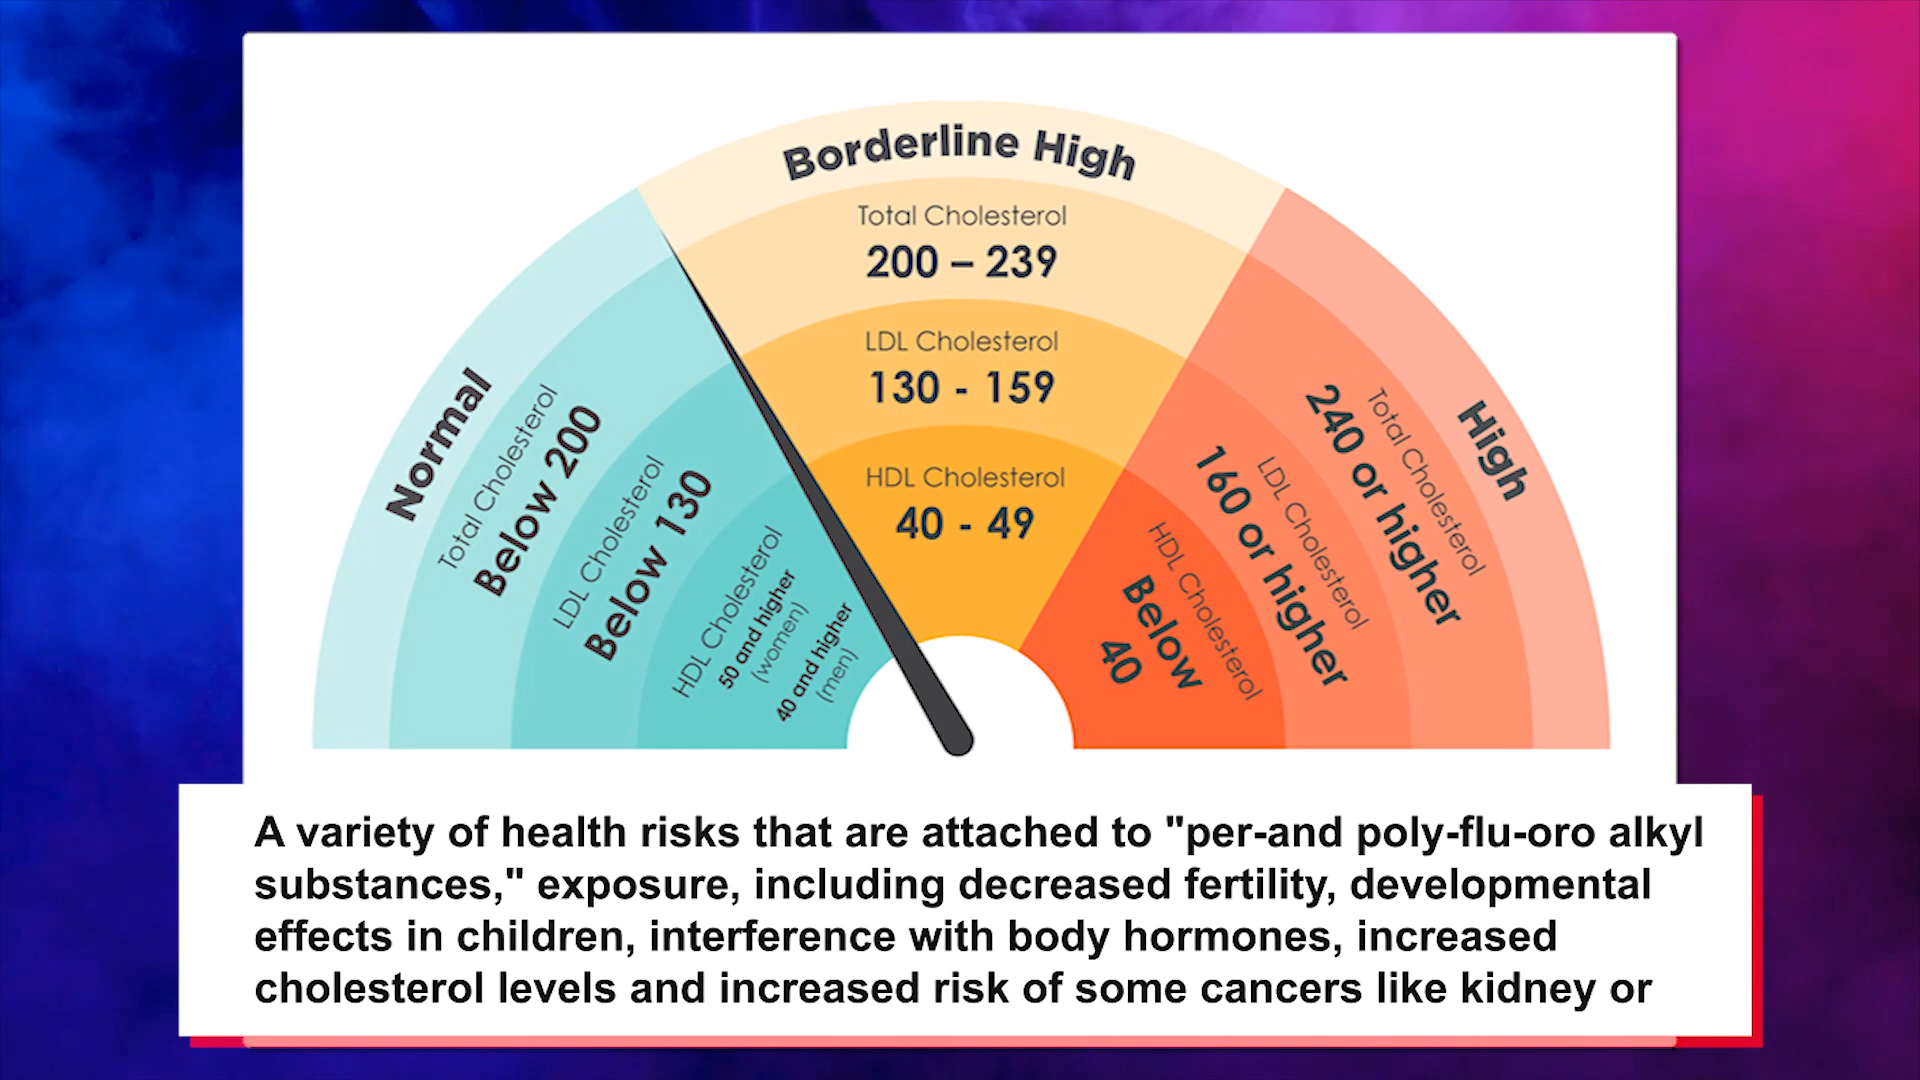 Borderline High
Total Cholesterol
200 – 239
LDL Cholesterol
130 - 159
HDL Cholesterol
40 - 49
Normal
Total Cholesterol
Below 200
LDL Cholesterol
Below 130
HDL Cholesterol
50 and higher
(women)
40 and higher
(men)
High
Total Cholesterol
240 or higher
LDL Cholesterol
160 or higher
HDL Cholesterol
Below
40
A variety of health risks that are attached to "per-and poly-flu-oro alkyl
substances," exposure, including decreased fertility, developmental
effects in children, interference with body hormones, increased
cholesterol levels and increased risk of some cancers like kidney or